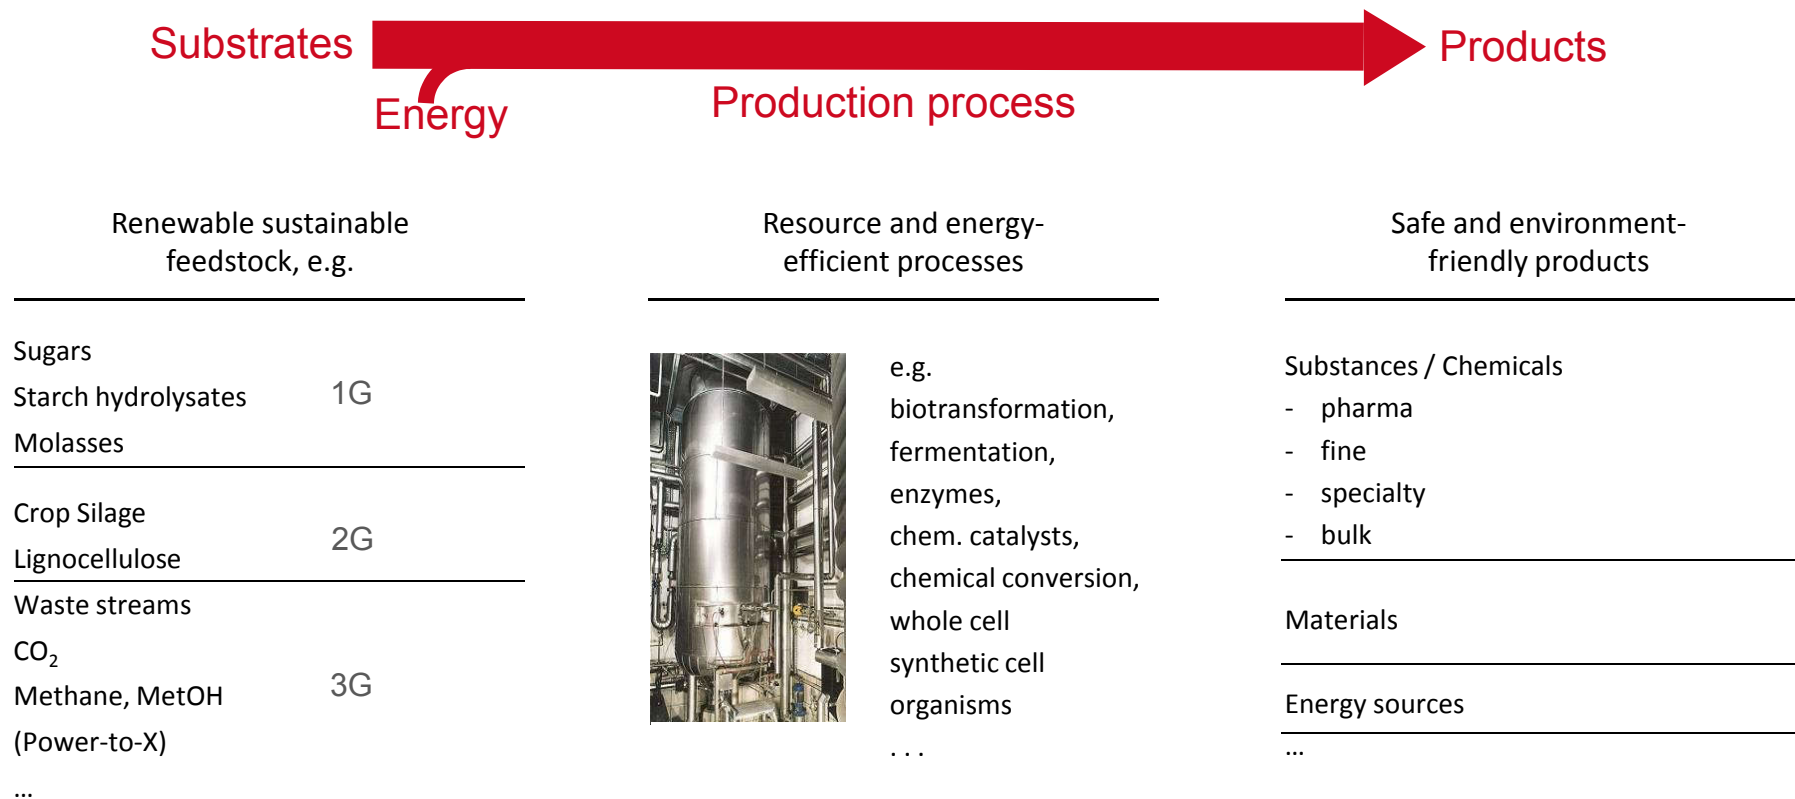 Substrates
Products
Energy
Production process
Renewable sustainable
feedstock, e.g.
Sugars
Starch hydrolysates
1G
Molasses
Crop Silage
2G
Lignocellulose
Waste streams
CO₂
Methane, MetOH
3G
(Power-to-X)
…
Resource and energy-
efficient processes
e.g.
biotransformation,
fermentation,
enzymes,
chem. catalysts,
chemical conversion,
whole cell
synthetic cell
organisms
. . .
Safe and environment-
friendly products
Substances / Chemicals
- pharma
- fine
- specialty
- bulk
Materials
Energy sources
…